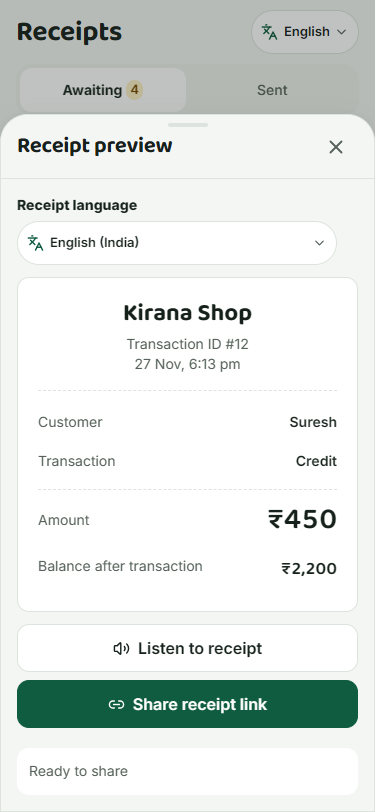 Receipts
English
Awaiting 4
Sent
Receipt preview
Receipt language
English (India)
Kirana Shop
Transaction ID #12
27 Nov, 6:13 pm
Customer Suresh
Transaction Credit
Amount ₹450
Balance after transaction ₹2,200
Listen to receipt
Share receipt link
Ready to share